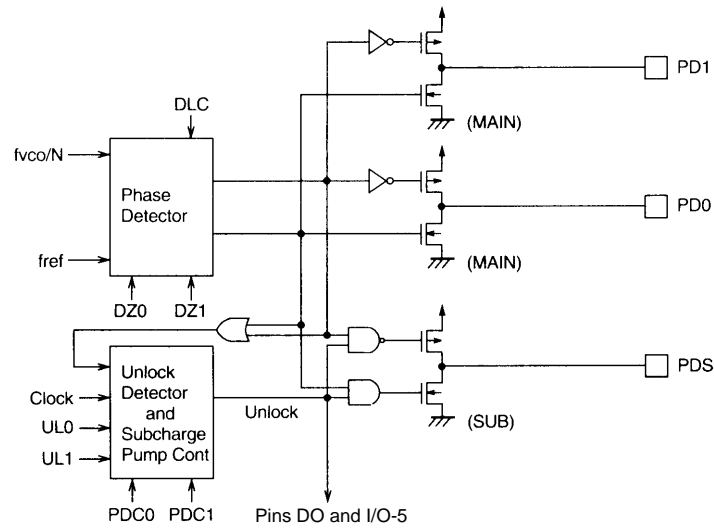 PD1
DLC
(MAIN)
fvco/N
Phase
Detector
PD0
fref
(MAIN)
DZ0
DZ1
Unlock
Detector
and
Subcharge
Pump Cont
PDS
Clock
Unlock
UL0
(SUB)
UL1
PDC0
PDC1
Pins DO and I/O-5